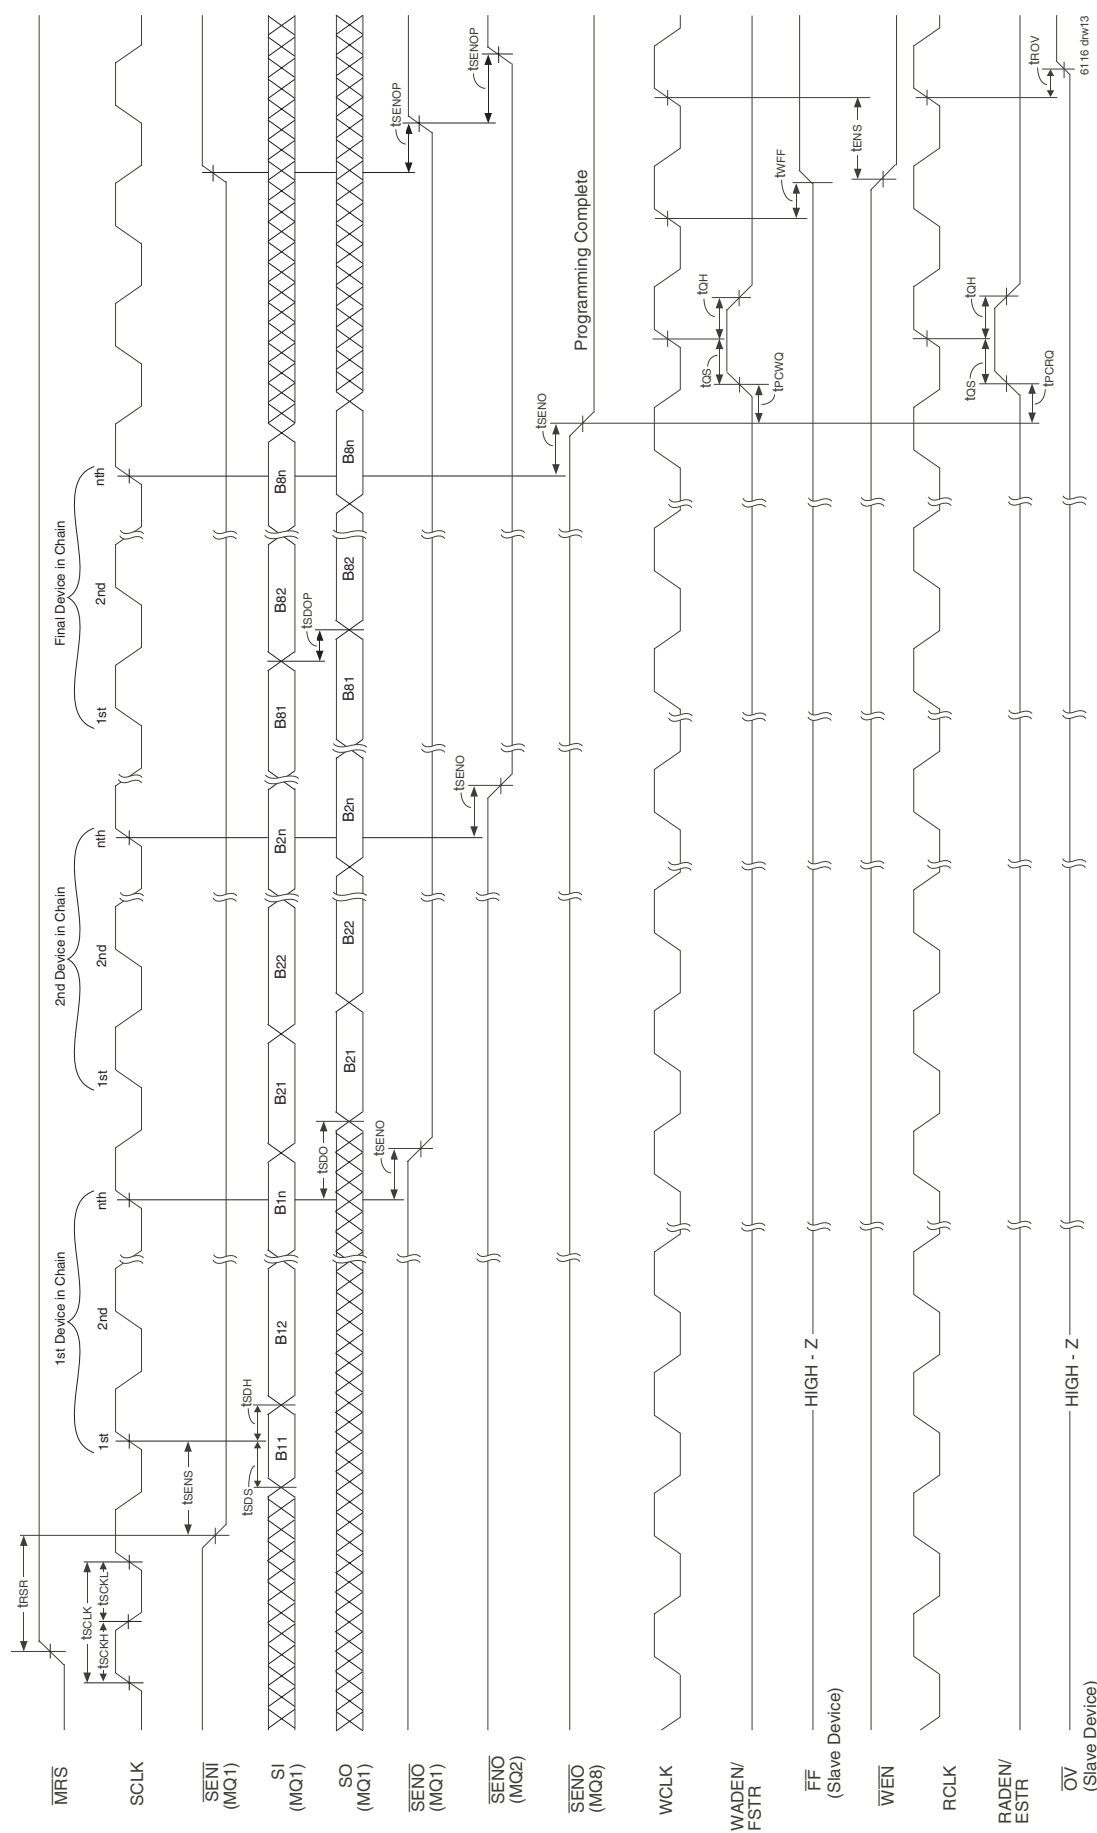 1st Device in Chain
2nd Device in Chain
Final Device in Chain
1st
2nd
nth
1st
2nd
nth
1st
2nd
nth
MRS
tRSR
SCLK
tSCLK
tSCKH
tSCKL
SENI
(MQ1)
tSENS
SI
(MQ1)
tSDS
tSDH
B11
B12
B1n
B21
B22
B2n
B81
B82
B8n
SO
(MQ1)
tSDO
tSDOP
B21
B22
B2n
B81
B82
B8n
SENO
(MQ1)
tSENO
tSENOP
SENO
(MQ2)
tSENO
tSENOP
SENO
(MQ8)
tSENO
Programming Complete
WCLK
WADEN/
FSTR
tQS
tQH
tPCWQ
FF
(Slave Device)
HIGH - Z
tWFF
WEN
tENS
RCLK
RADEN/
ESTR
tQS
tQH
tPCRQ
OV
(Slave Device)
HIGH - Z
tROV
6116 drw13